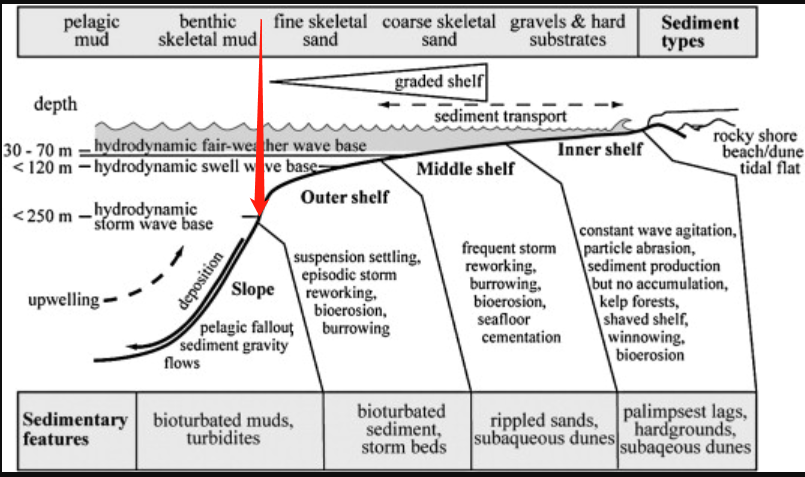 pelagic
mud
benthic
skeletal mud
fine skeletal
sand
coarse skeletal
sand
gravels & hard
substrates
Sediment
types
graded shelf
depth
sediment transport
30 - 70 m
hydrodynamic fair-weather wave base
< 120 m
hydrodynamic swell wave base
< 250 m
hydrodynamic
storm wave base
Inner shelf
Middle shelf
Outer shelf
rocky shore
beach/dune
tidal flat
upwelling
deposition
Slope
pelagic fallout,
sediment gravity
flows
suspension settling,
episodic storm
reworking,
bioerosion,
burrowing
frequent storm
reworking,
burrowing,
bioerosion,
seafloor
cementation
constant wave agitation,
particle abrasion,
sediment production
but no accumulation,
kelp forests,
shaved shelf,
winnowing,
bioerosion
Sedimentary
features
bioturbated muds,
turbidites
bioturbated
sediment,
storm beds
rippled sands,
subaqueous dunes
palimpsest lags,
hardgrounds,
subaqeous dunes